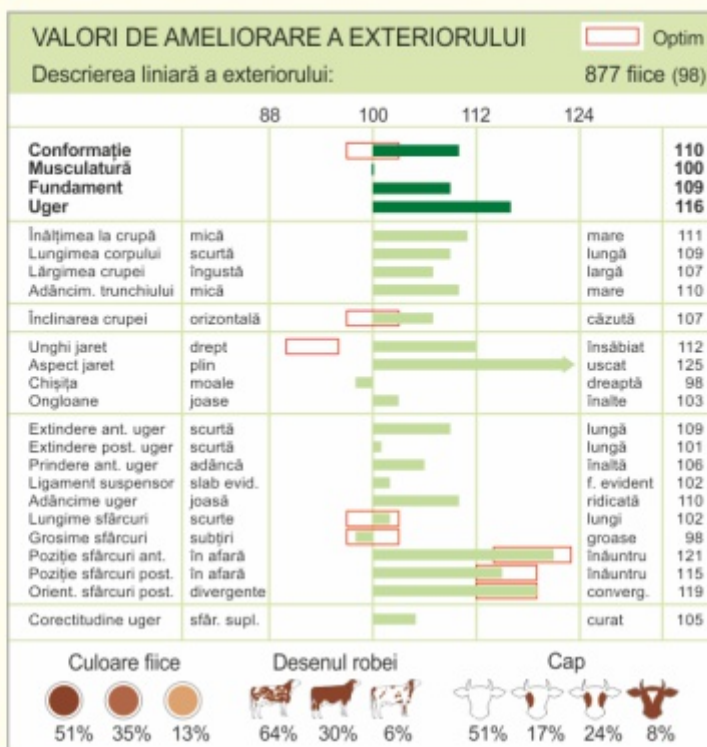 VALORI DE AMELIORARE A EXTERIORULUI Optim
Descrierea liniară a exteriorului: 877 fiice (98)
88 100 112 124
Conformație 110
Musculatură 100
Fundament 109
Uger 116
Înălțimea la crupă mică mare 111
Lungimea corpului scurtă lungă 109
Lărgimea crupei îngustă largă 107
Adâncim. trunchiului mică mare 110
Înclinarea crupei orizontală căzută 107
Unghi jaret drept însăbiat 112
Aspect jaret plin uscat 125
Chișița moale dreaptă 98
Ongloane joase înalte 103
Extindere ant. uger scurtă lungă 109
Extindere post. uger scurtă lungă 101
Prindere ant. uger adâncă înaltă 106
Ligament suspensor slab evid. f. evident 102
Adâncime uger joasă ridicată 110
Lungime sfârcuri scurte lungi 102
Grosime sfârcuri subțiri groase 98
Poziție sfârcuri ant. în afară înăuntru 121
Poziție sfârcuri post. în afară înăuntru 115
Orient. sfârcuri post. divergente converg. 119
Corectitudine uger sfâr. supl. curat 105
Culoare fiice Desenul robei Cap
51% 35% 13% 64% 30% 6% 51% 17% 24% 8%